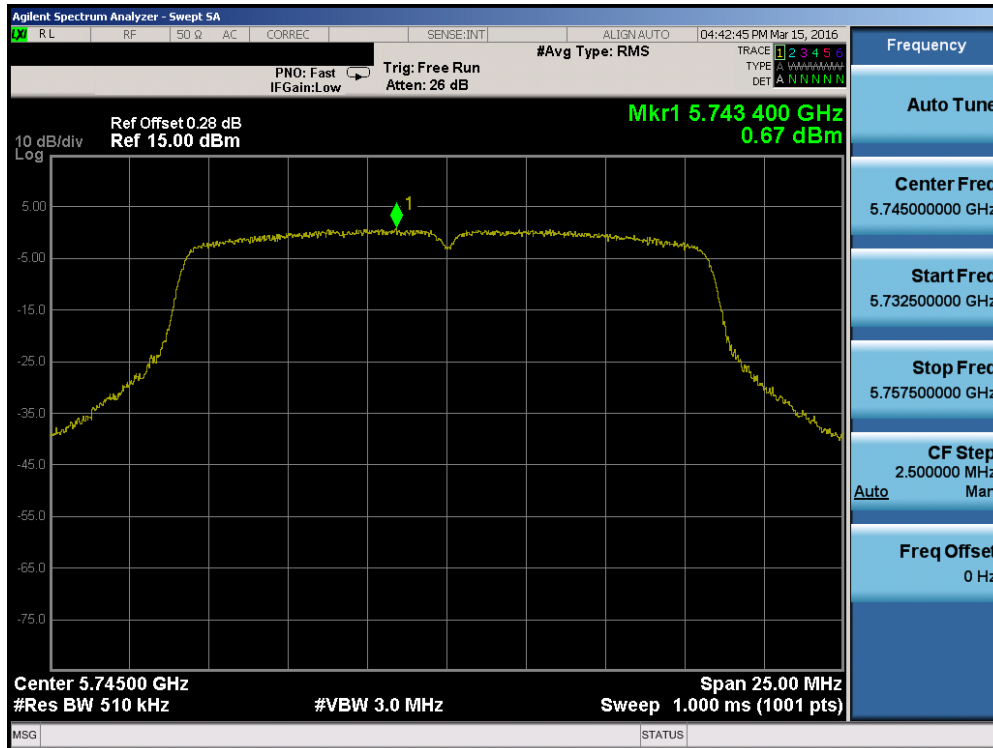 Agilent Spectrum Analyzer - Swept SA
LXI RL RF 50 Ω AC CORREC SENSE:INT ALIGN AUTO 04:42:45 PM Mar 15, 2016
#Avg Type: RMS
TRACE 1 2 3 4 5 6
TYPE A WWWWW
DET A N N N N N
PNO: Fast
IFGain:Low
Trig: Free Run
Atten: 26 dB
Mkr1 5.743 400 GHz
0.67 dBm
Ref Offset 0.28 dB
10 dB/div Ref 15.00 dBm
Log
1
5.00
-5.00
-15.0
-25.0
-35.0
-45.0
-55.0
-65.0
-75.0
Center 5.74500 GHz Span 25.00 MHz
#Res BW 510 kHz #VBW 3.0 MHz Sweep 1.000 ms (1001 pts)
MSG STATUS
Frequency
Auto Tune
Center Freq
5.745000000 GHz
Start Freq
5.732500000 GHz
Stop Freq
5.757500000 GHz
CF Step
2.500000 MHz
Auto Man
Freq Offset
0 Hz